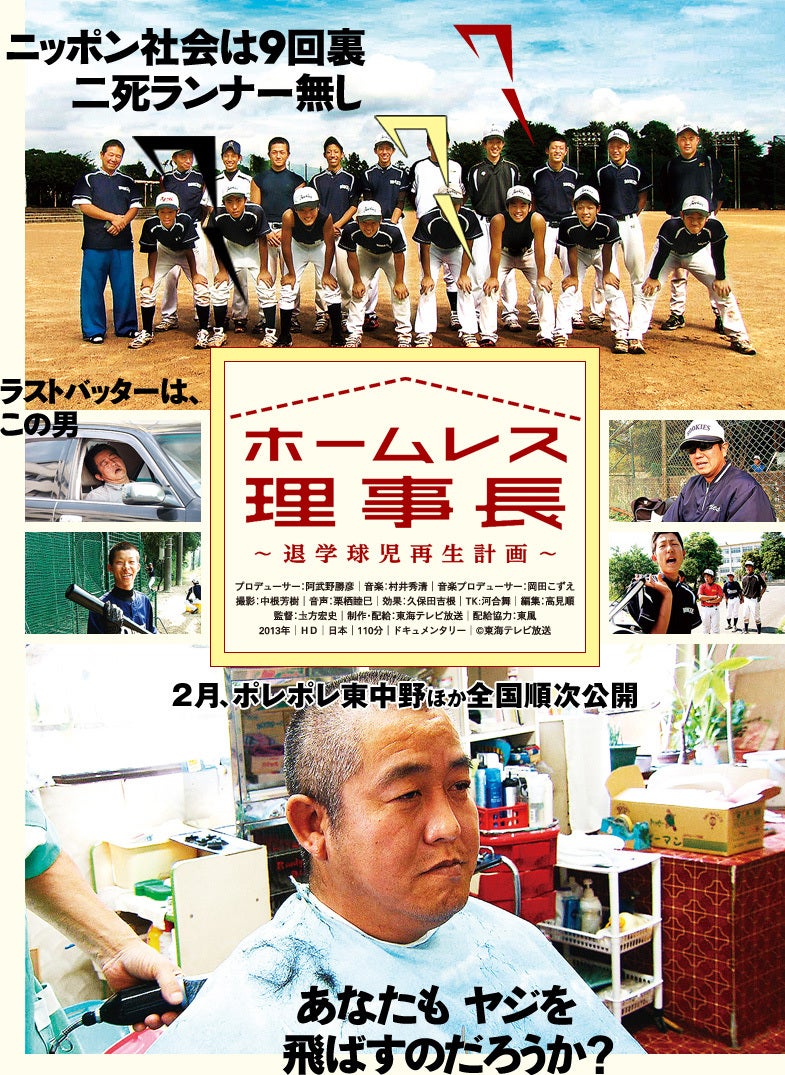 ニッポン社会は9回裏
二死ランナー無し
ラストバッターは、
この男
ホームレス
理事長
～退学球児再生計画～
プロデューサー：阿武野勝彦｜音楽：村井秀清｜音楽プロデューサー：岡田こずえ
撮影：中根芳樹｜音声：栗栖睦巳｜効果：久保田吉根｜TK：河合舞｜編集：高見順
監督：圡方宏史｜制作・配給：東海テレビ放送｜配給協力：東風
2013年｜HD｜日本｜110分｜ドキュメンタリー｜©東海テレビ放送
2月、ポレポレ東中野ほか全国順次公開
あなたも ヤジを
飛ばすのだろうか？